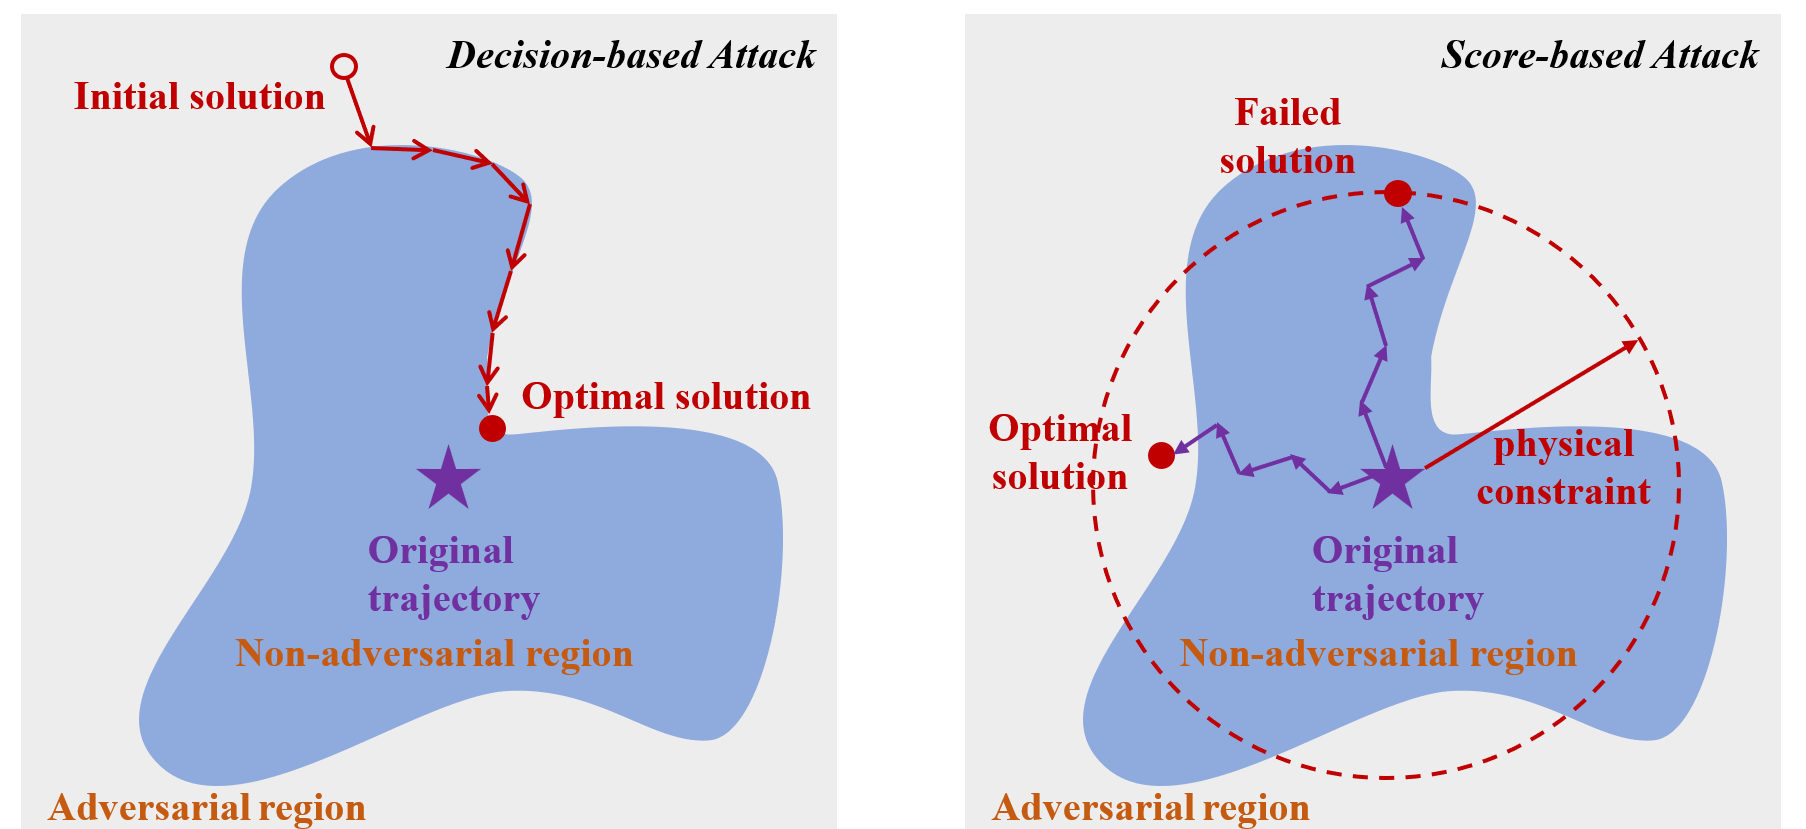 Decision-based Attack
Initial solution
Optimal solution
Original
trajectory
Non-adversarial region
Adversarial region
Score-based Attack
Failed
solution
Optimal
solution
physical
constraint
Original
trajectory
Non-adversarial region
Adversarial region